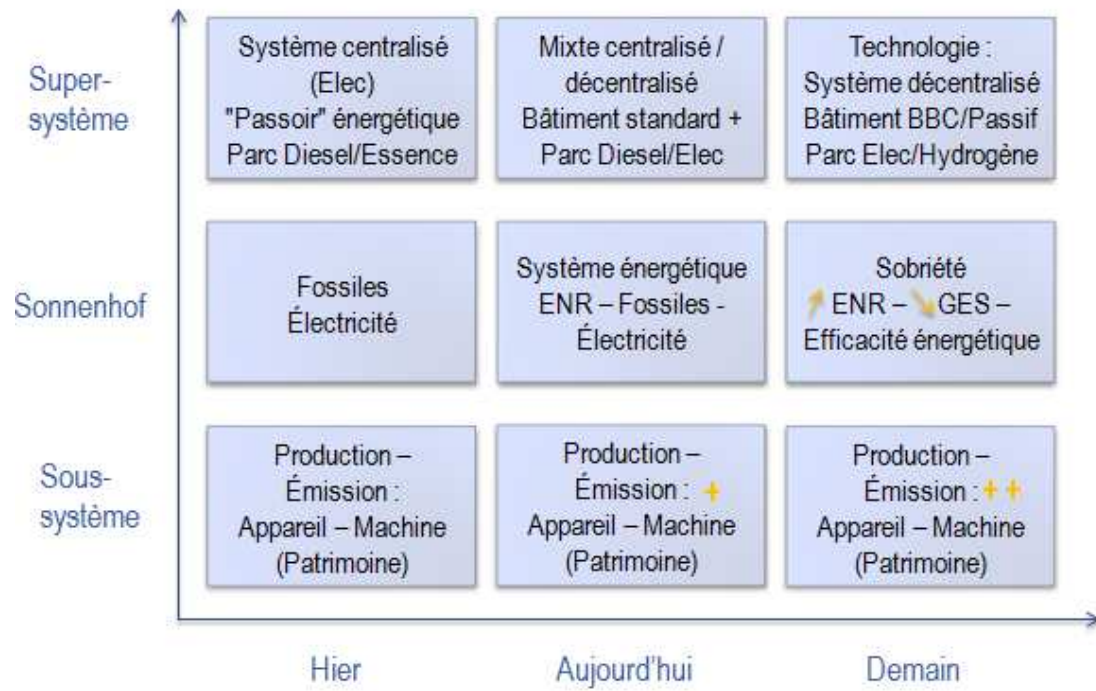 Super-
système
Système centralisé
(Elec)
"Passoir" énergétique
Parc Diesel/Essence
Mixte centralisé /
décentralisé
Bâtiment standard +
Parc Diesel/Elec
Technologie :
Système décentralisé
Bâtiment BBC/Passif
Parc Elec/Hydrogène
Sonnenhof
Fossiles
Électricité
Système énergétique
ENR – Fossiles -
Électricité
Sobriété
↗ ENR – ↘ GES –
Efficacité énergétique
Sous-
système
Production –
Émission :
Appareil – Machine
(Patrimoine)
Production –
Émission : +
Appareil – Machine
(Patrimoine)
Production –
Émission : + +
Appareil – Machine
(Patrimoine)
Hier
Aujourd'hui
Demain